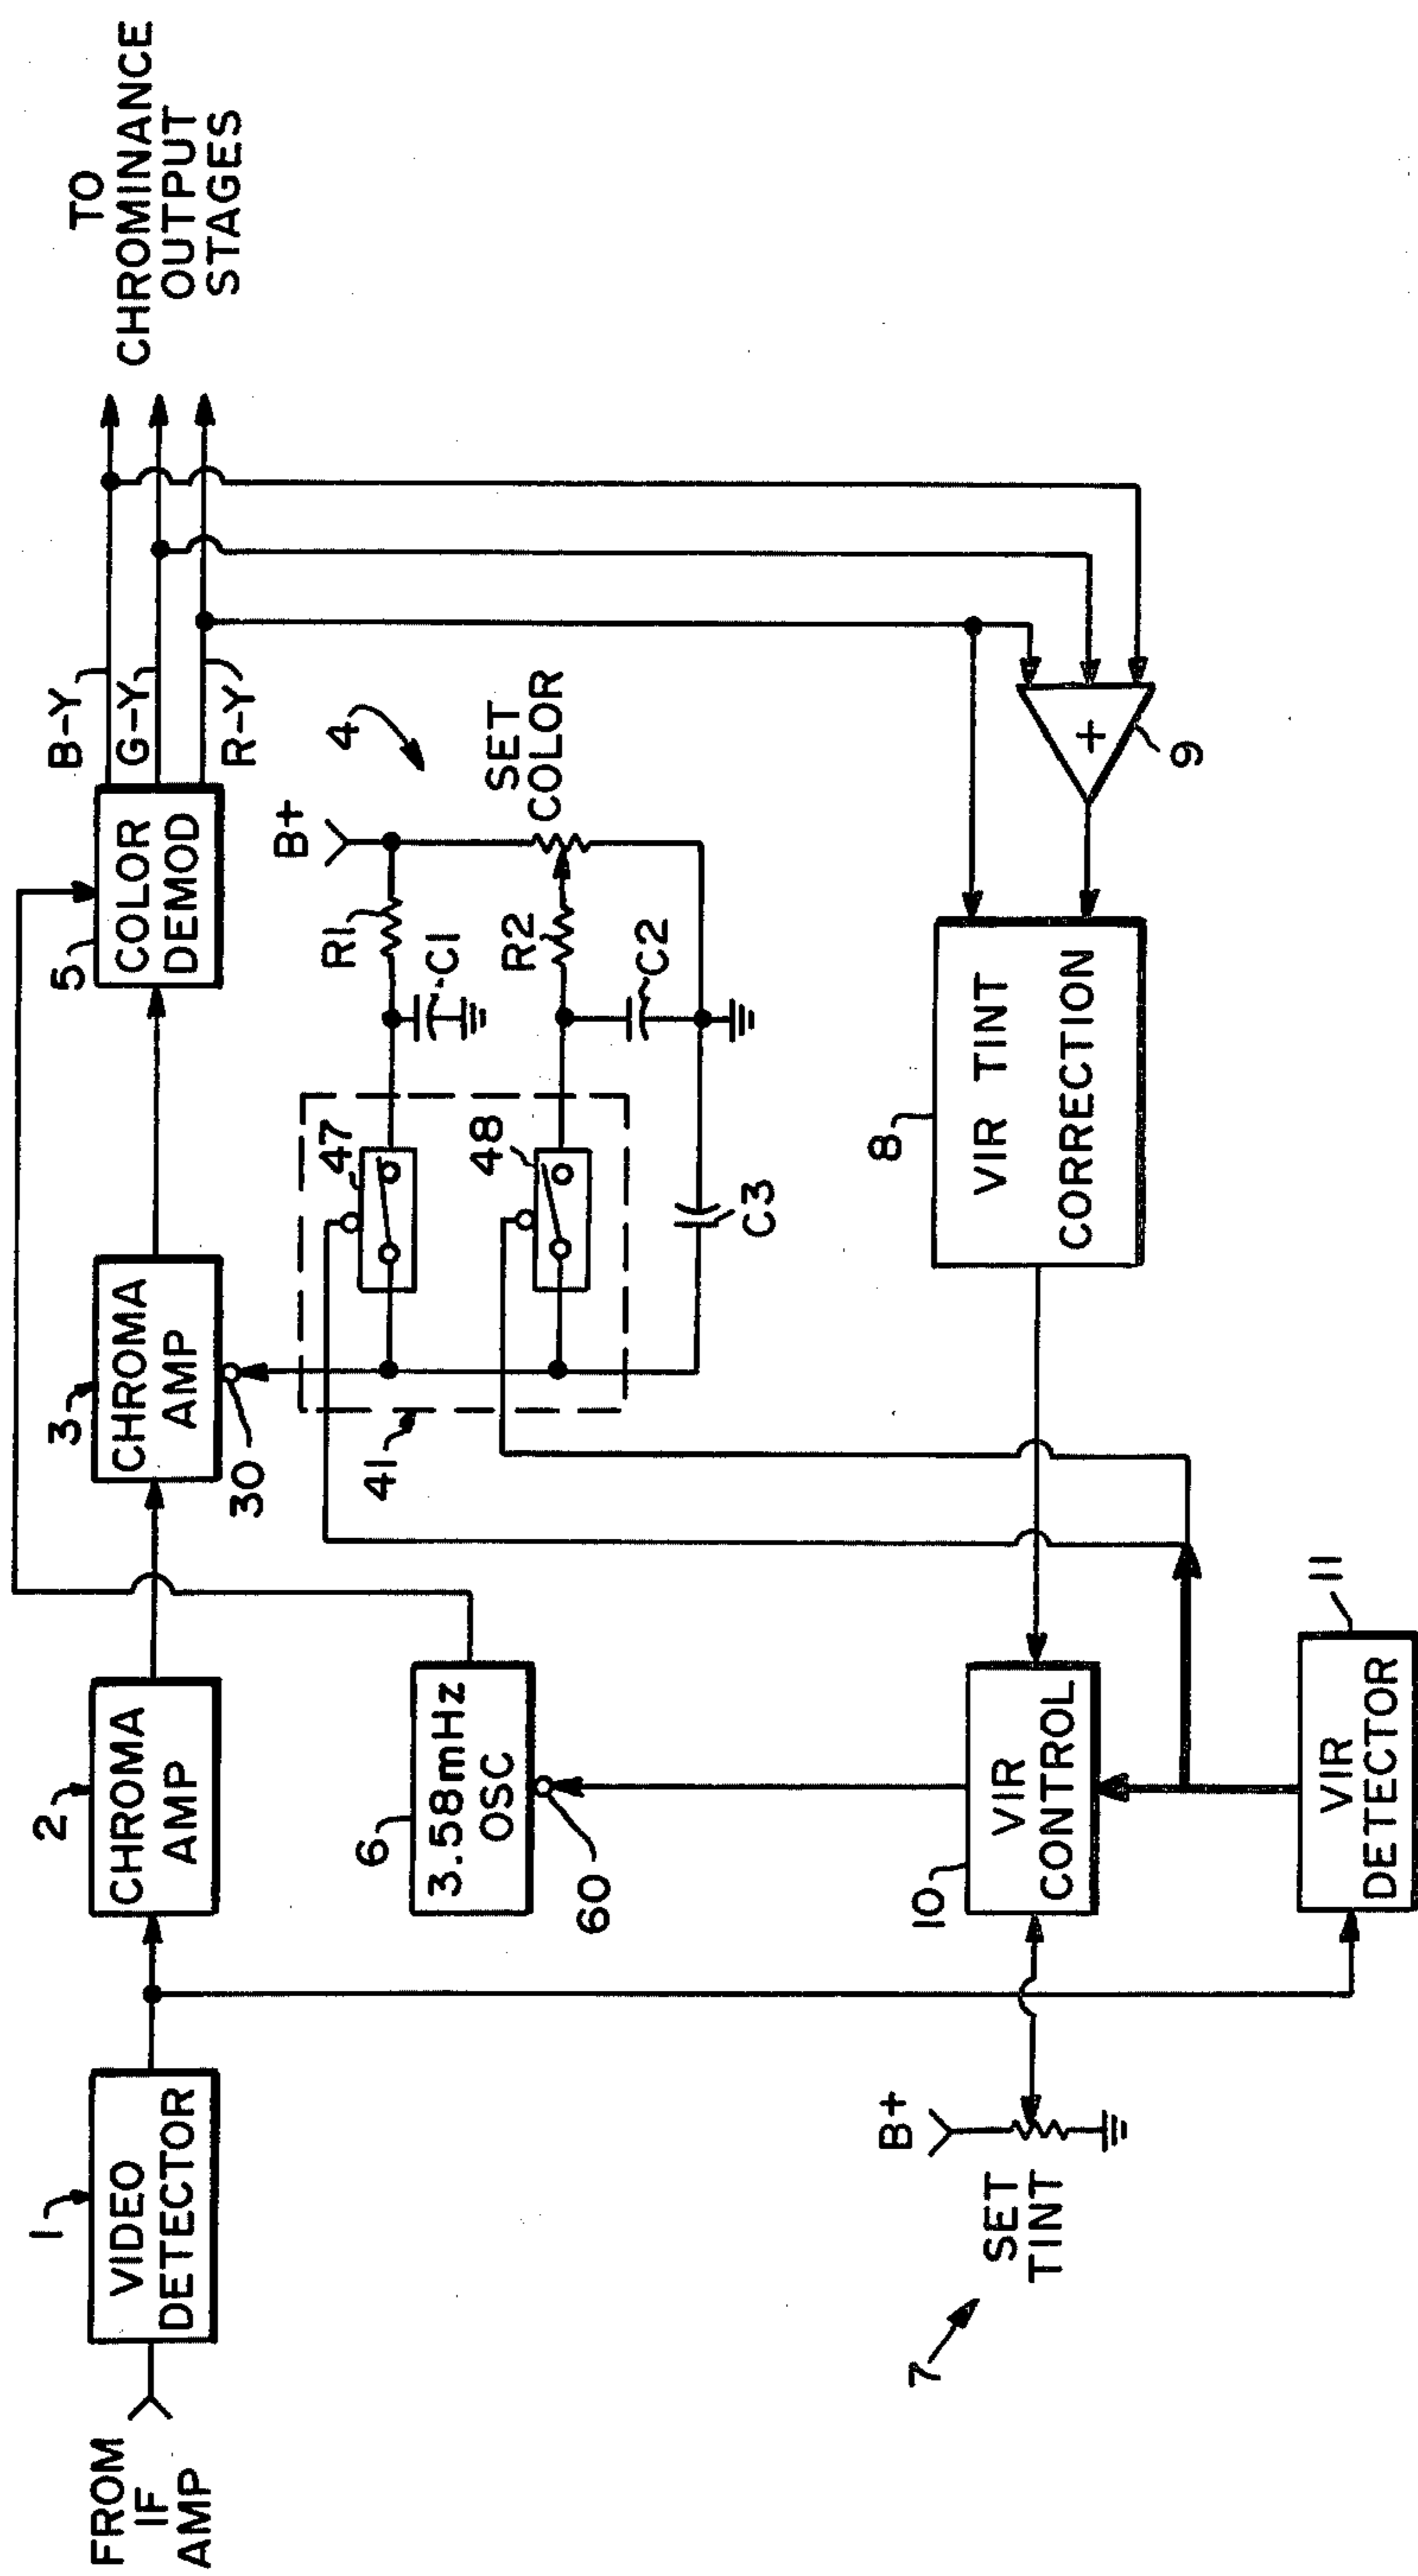 FROM
IF
AMP
1
VIDEO
DETECTOR
2
CHROMA
AMP
3
CHROMA
AMP
30
5
COLOR
DEMOD
B-Y
G-Y
R-Y
TO
CHROMINANCE
OUTPUT
STAGES
6
3.58mHz
OSC
60
41
47
48
R1
C1
R2
C2
C3
B+
SET
COLOR
4
7
SET
TINT
B+
10
VIR
CONTROL
8
VIR TINT
CORRECTION
+
9
VIR
DETECTOR
11